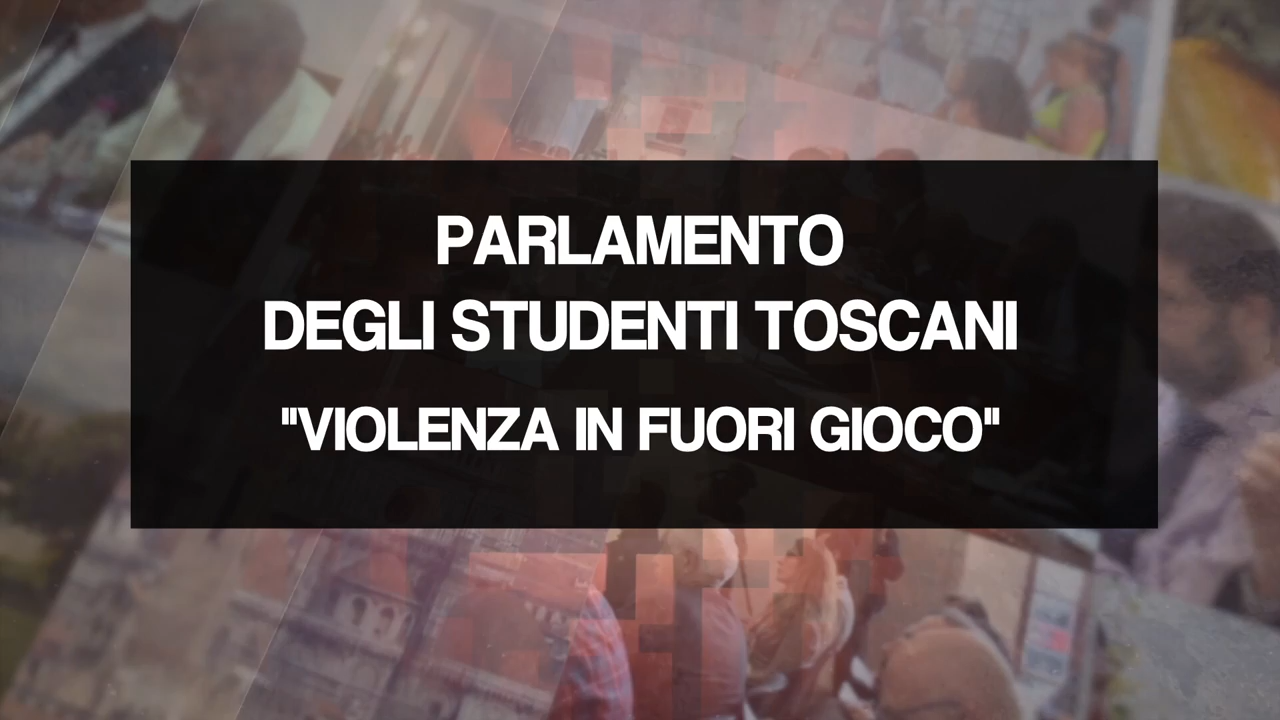 PARLAMENTO
DEGLI STUDENTI TOSCANI
"VIOLENZA IN FUORI GIOCO"